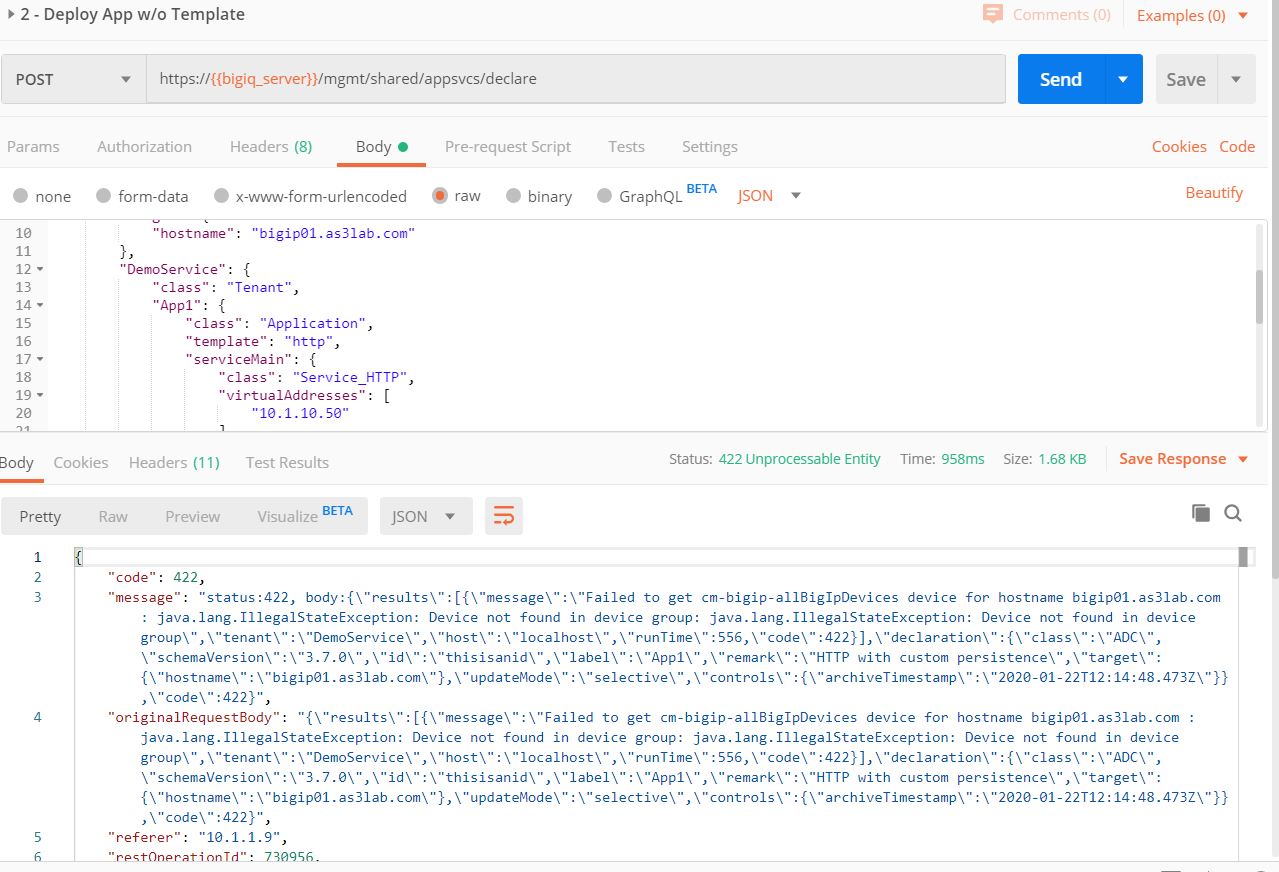 2 - Deploy App w/o Template
Comments (0)
Examples (0)
POST
https://{{bigiq_server}}/mgmt/shared/appsvcs/declare
Send
Save
Params
Authorization
Headers (8)
Body
Pre-request Script
Tests
Settings
Cookies
Code
none
form-data
x-www-form-urlencoded
raw
binary
GraphQL BETA
JSON
Beautify
10
"hostname": "bigip01.as3lab.com"
11 },
12 "DemoService": {
13 "class": "Tenant",
14 "App1": {
15 "class": "Application",
16 "template": "http",
17 "serviceMain": {
18 "class": "Service_HTTP",
19 "virtualAddresses": [
20 "10.1.10.50"
21 ]
Body
Cookies
Headers (11)
Test Results
Status: 422 Unprocessable Entity
Time: 958ms
Size: 1.68 KB
Save Response
Pretty
Raw
Preview
Visualize BETA
JSON
1 {
2 "code": 422,
3 "message": "status:422, body:{\"results\":[{\"message\":\"Failed to get cm-bigip-allBigIpDevices device for hostname bigip01.as3lab.com
: java.lang.IllegalStateException: Device not found in device group: java.lang.IllegalStateException: Device not found in device
group\",\"tenant\":\"DemoService\",\"host\":\"localhost\",\"runTime\":556,\"code\":422}],\"declaration\":{\"class\":\"ADC\",
\"schemaVersion\":\"3.7.0\",\"id\":\"thisisanid\",\"label\":\"App1\",\"remark\":\"HTTP with custom persistence\",\"target\":
{\"hostname\":\"bigip01.as3lab.com\"},\"updateMode\":\"selective\",\"controls\":{\"archiveTimestamp\":\"2020-01-22T12:14:48.473Z\"}}
,\"code\":422}",
4 "originalRequestBody": "{\"results\":[{\"message\":\"Failed to get cm-bigip-allBigIpDevices device for hostname bigip01.as3lab.com :
java.lang.IllegalStateException: Device not found in device group: java.lang.IllegalStateException: Device not found in device
group\",\"tenant\":\"DemoService\",\"host\":\"localhost\",\"runTime\":556,\"code\":422}],\"declaration\":{\"class\":\"ADC\",
\"schemaVersion\":\"3.7.0\",\"id\":\"thisisanid\",\"label\":\"App1\",\"remark\":\"HTTP with custom persistence\",\"target\":
{\"hostname\":\"bigip01.as3lab.com\"},\"updateMode\":\"selective\",\"controls\":{\"archiveTimestamp\":\"2020-01-22T12:14:48.473Z\"}}
,\"code\":422}",
5 "referer": "10.1.1.9",
6 "restOperationId": 730956,